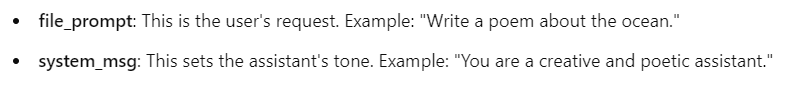 • file_prompt: This is the user's request. Example: "Write a poem about the ocean."
• system_msg: This sets the assistant's tone. Example: "You are a creative and poetic assistant."